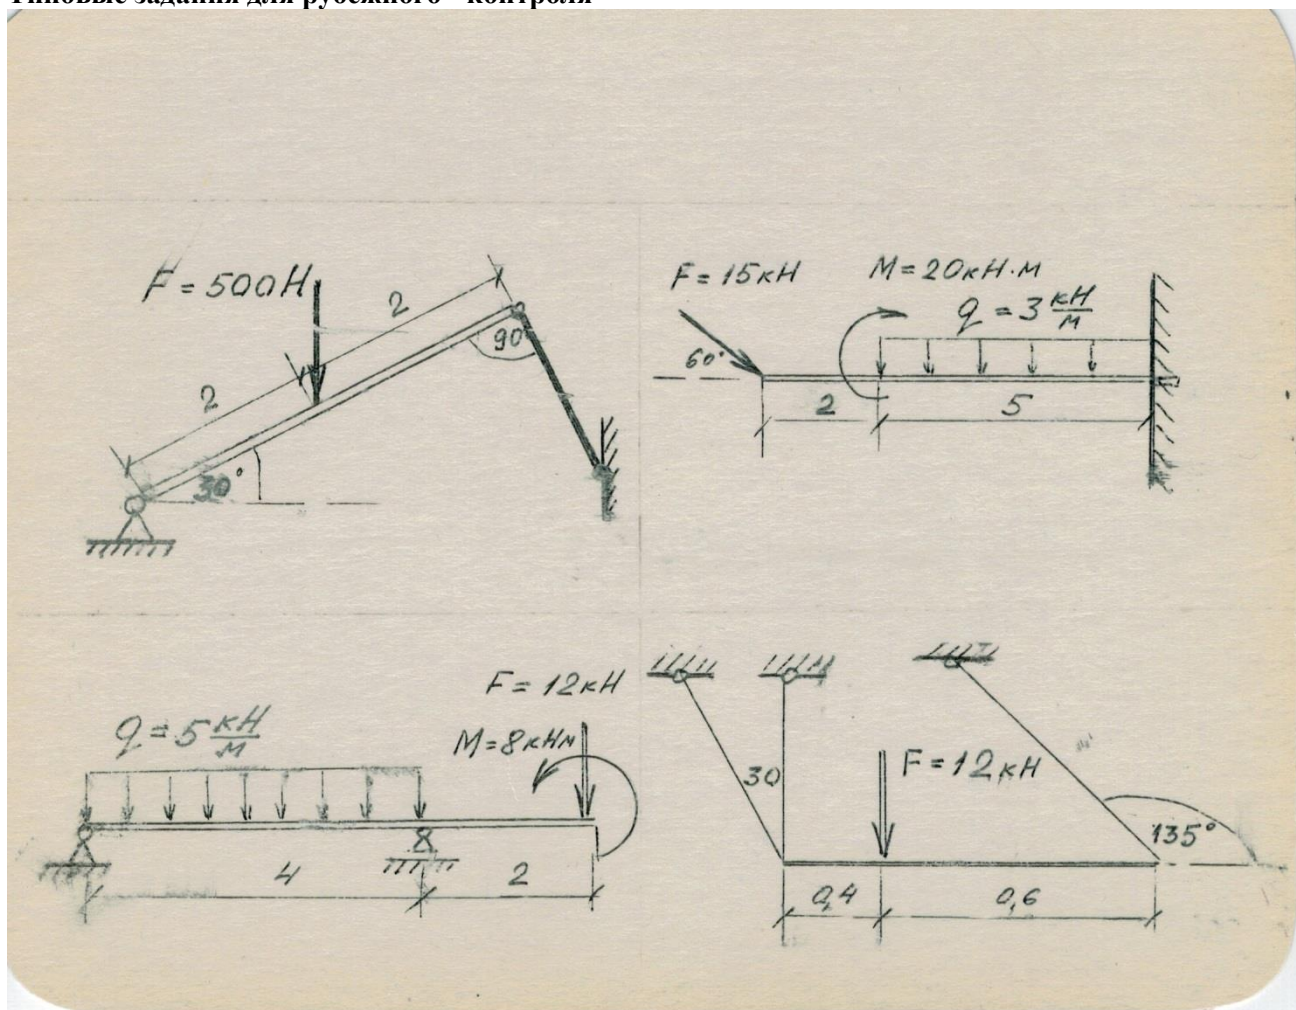 Типовые задания для рубежного контроля
F = 500Н
2
2
90
30°
F = 15кН
M = 20кН·м
q = 3 кН/м
60°
2
5
q = 5 кН/м
F = 12кН
M = 8кНм
4
2
30
F = 12кН
135°
0,4
0,6